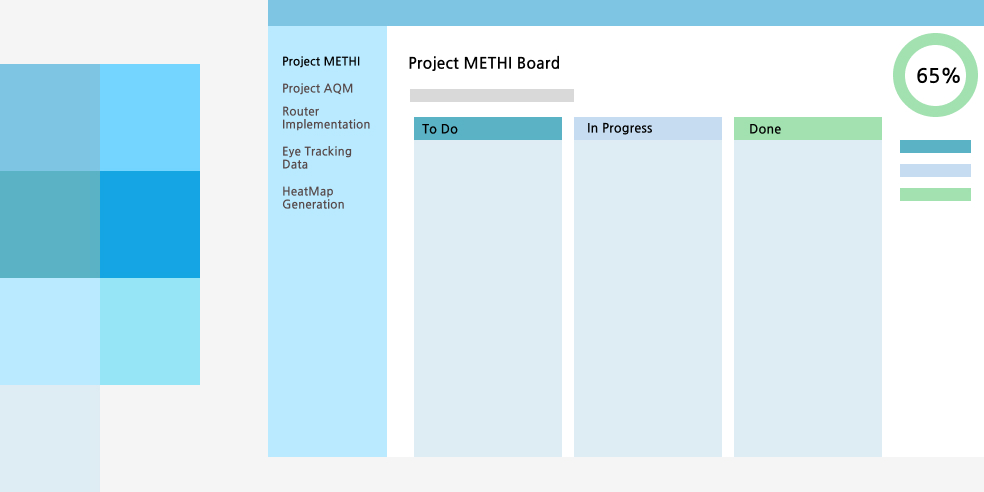 Project METHI
Project AQM
Router
Implementation
Eye Tracking
Data
HeatMap
Generation
Project METHI Board
To Do
In Progress
Done
65%